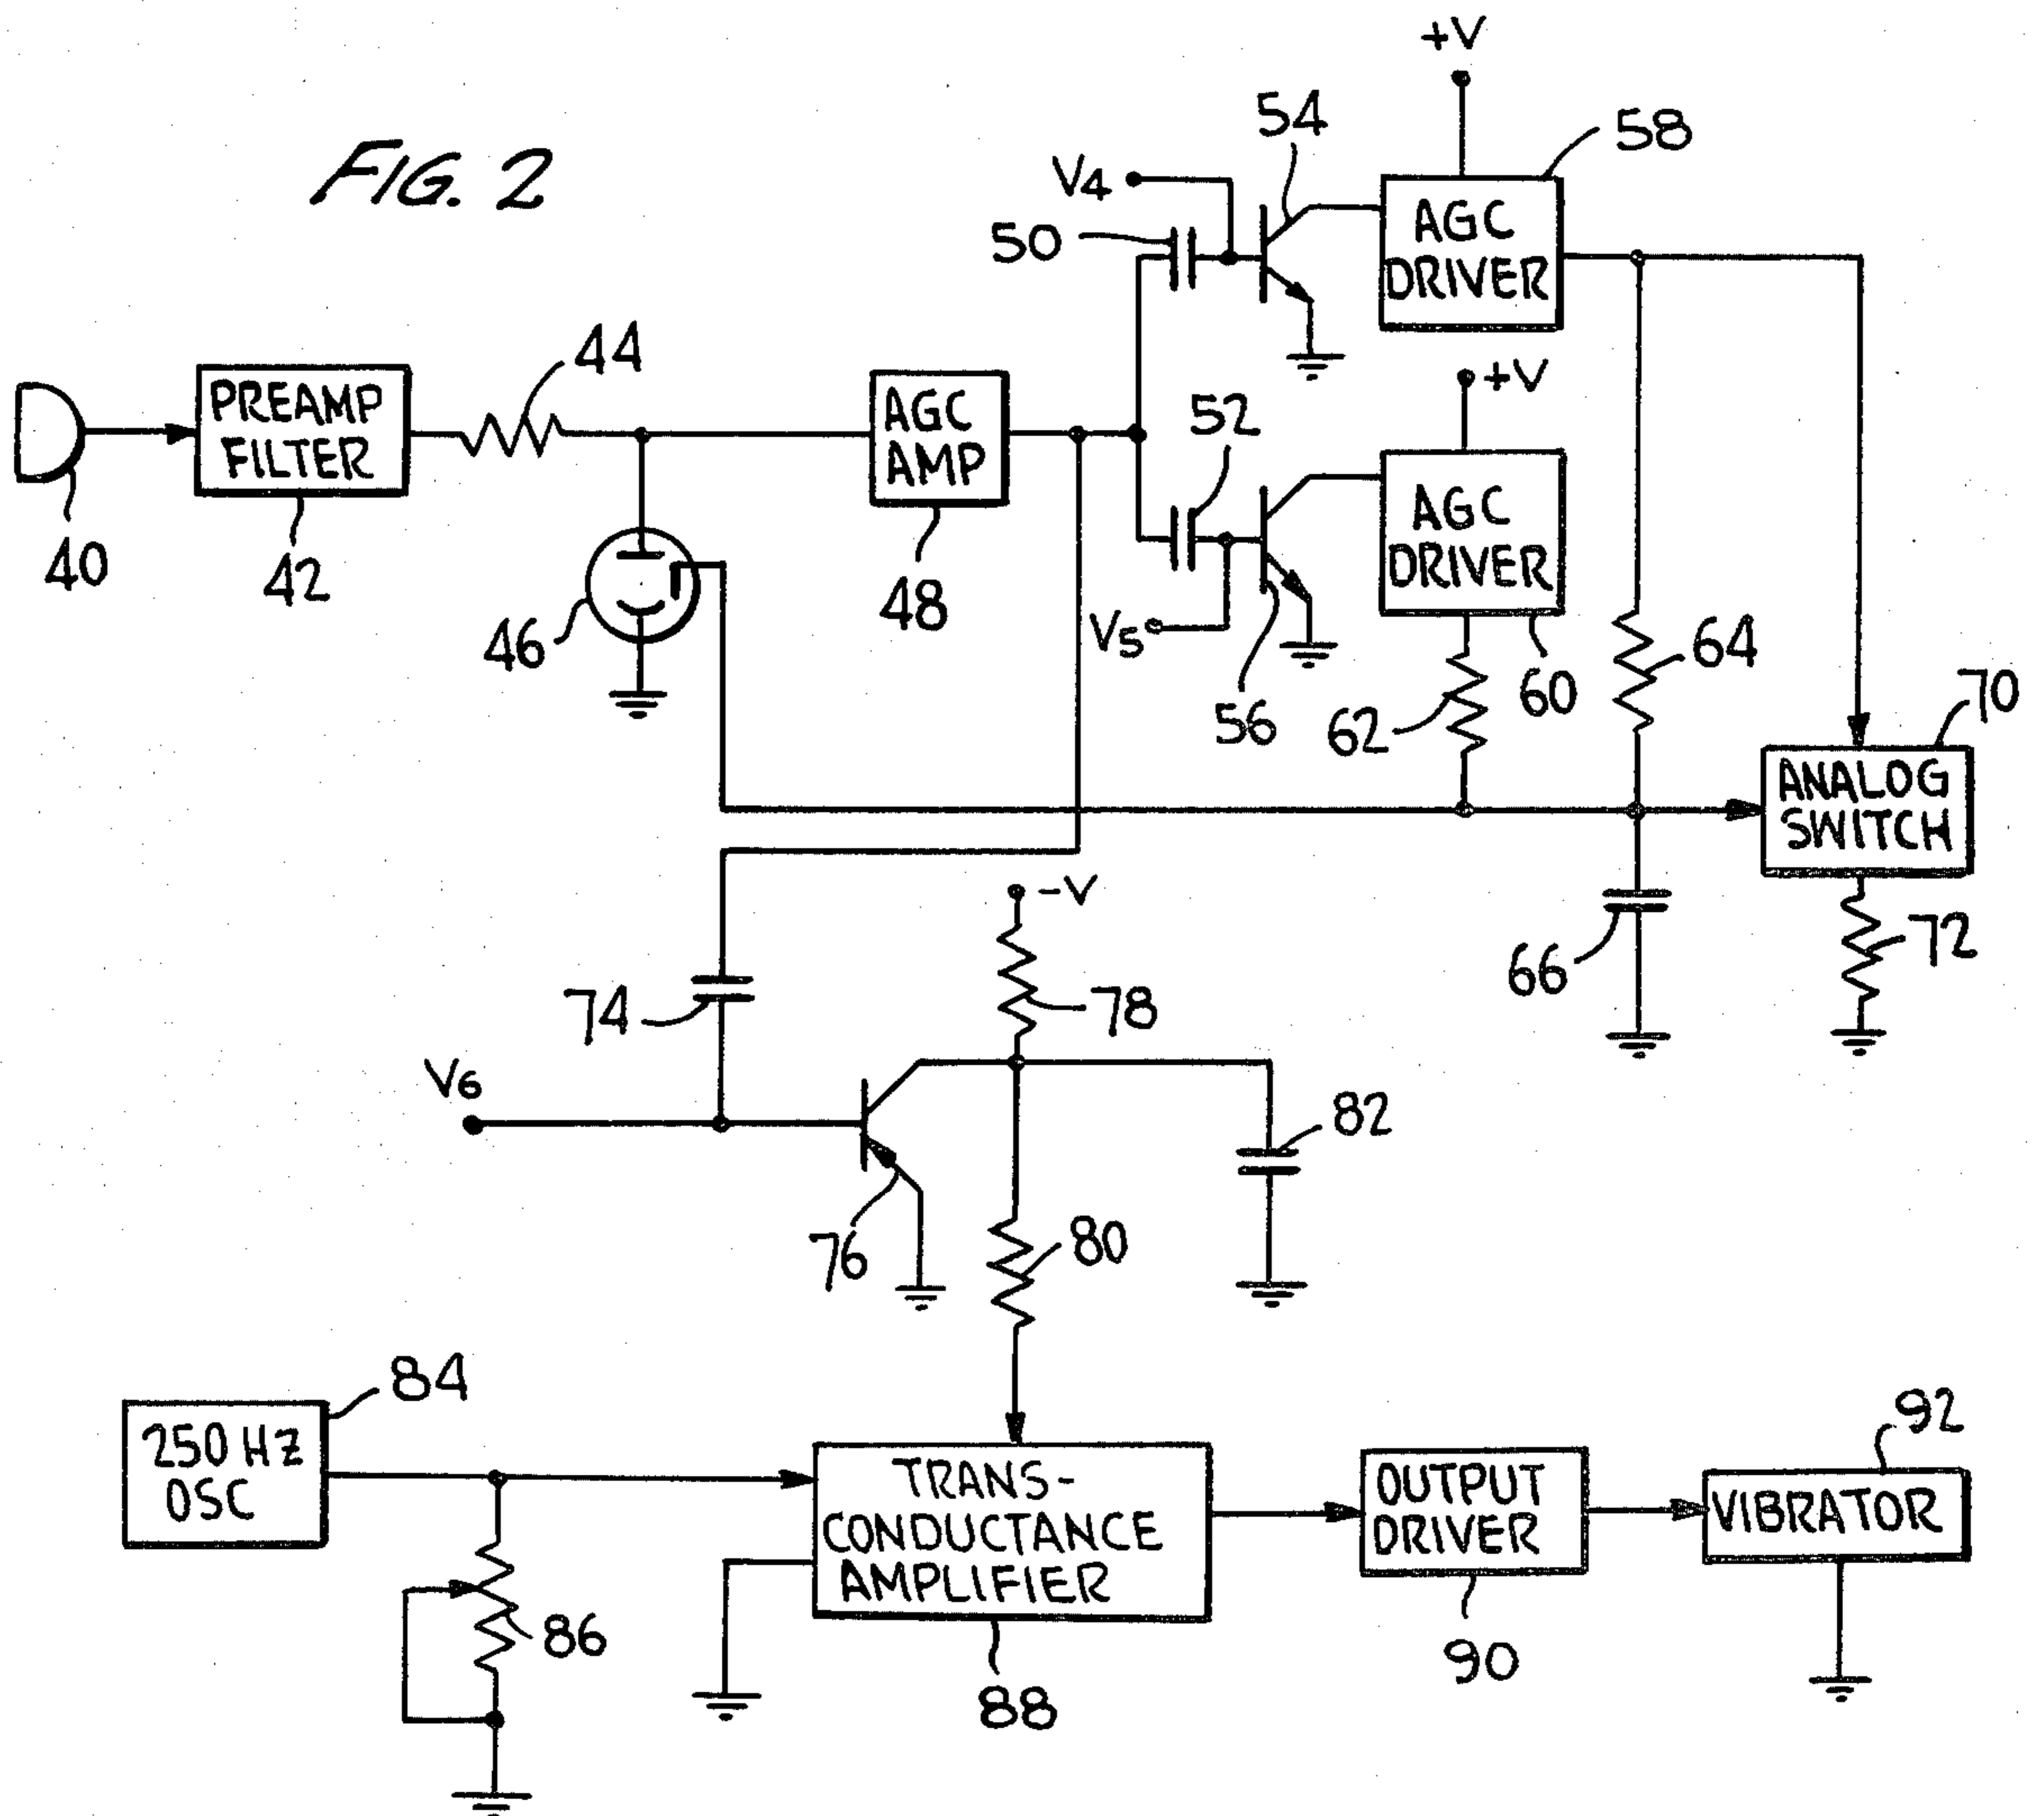 FIG. 2
+V
54
58
V4
50
AGC
DRIVER
44
+V
PREAMP
FILTER
AGC
AMP
52
AGC
DRIVER
40
42
46
48
V5
56
62
60
64
70
ANALOG
SWITCH
-V
66
72
74
78
V6
82
76
80
84
250 HZ
OSC
92
TRANS-
CONDUCTANCE
AMPLIFIER
OUTPUT
DRIVER
VIBRATOR
86
88
90